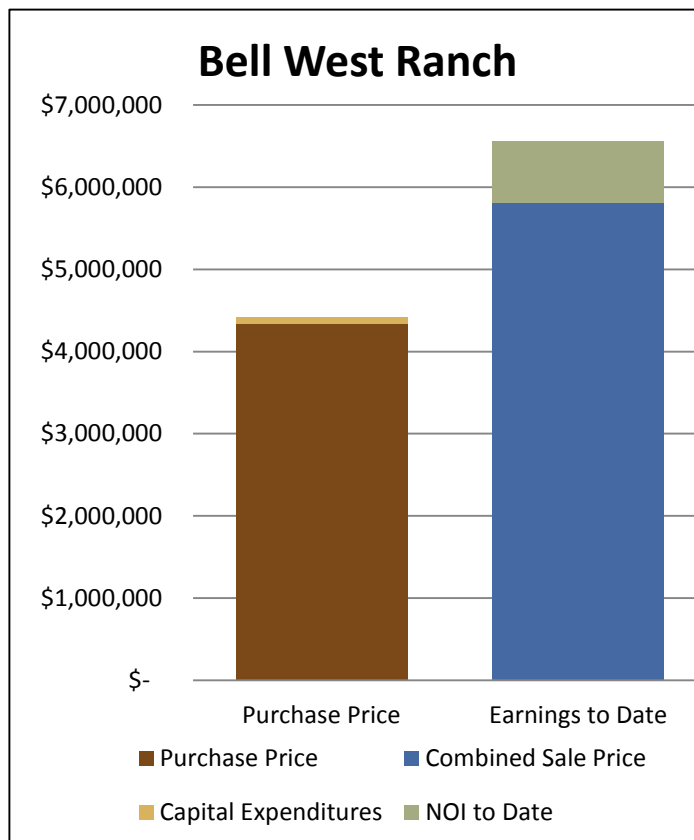 Bell West Ranch
$7,000,000
$6,000,000
$5,000,000
$4,000,000
$3,000,000
$2,000,000
$1,000,000
$-
Purchase Price Earnings to Date
Purchase Price Combined Sale Price
Capital Expenditures NOI to Date